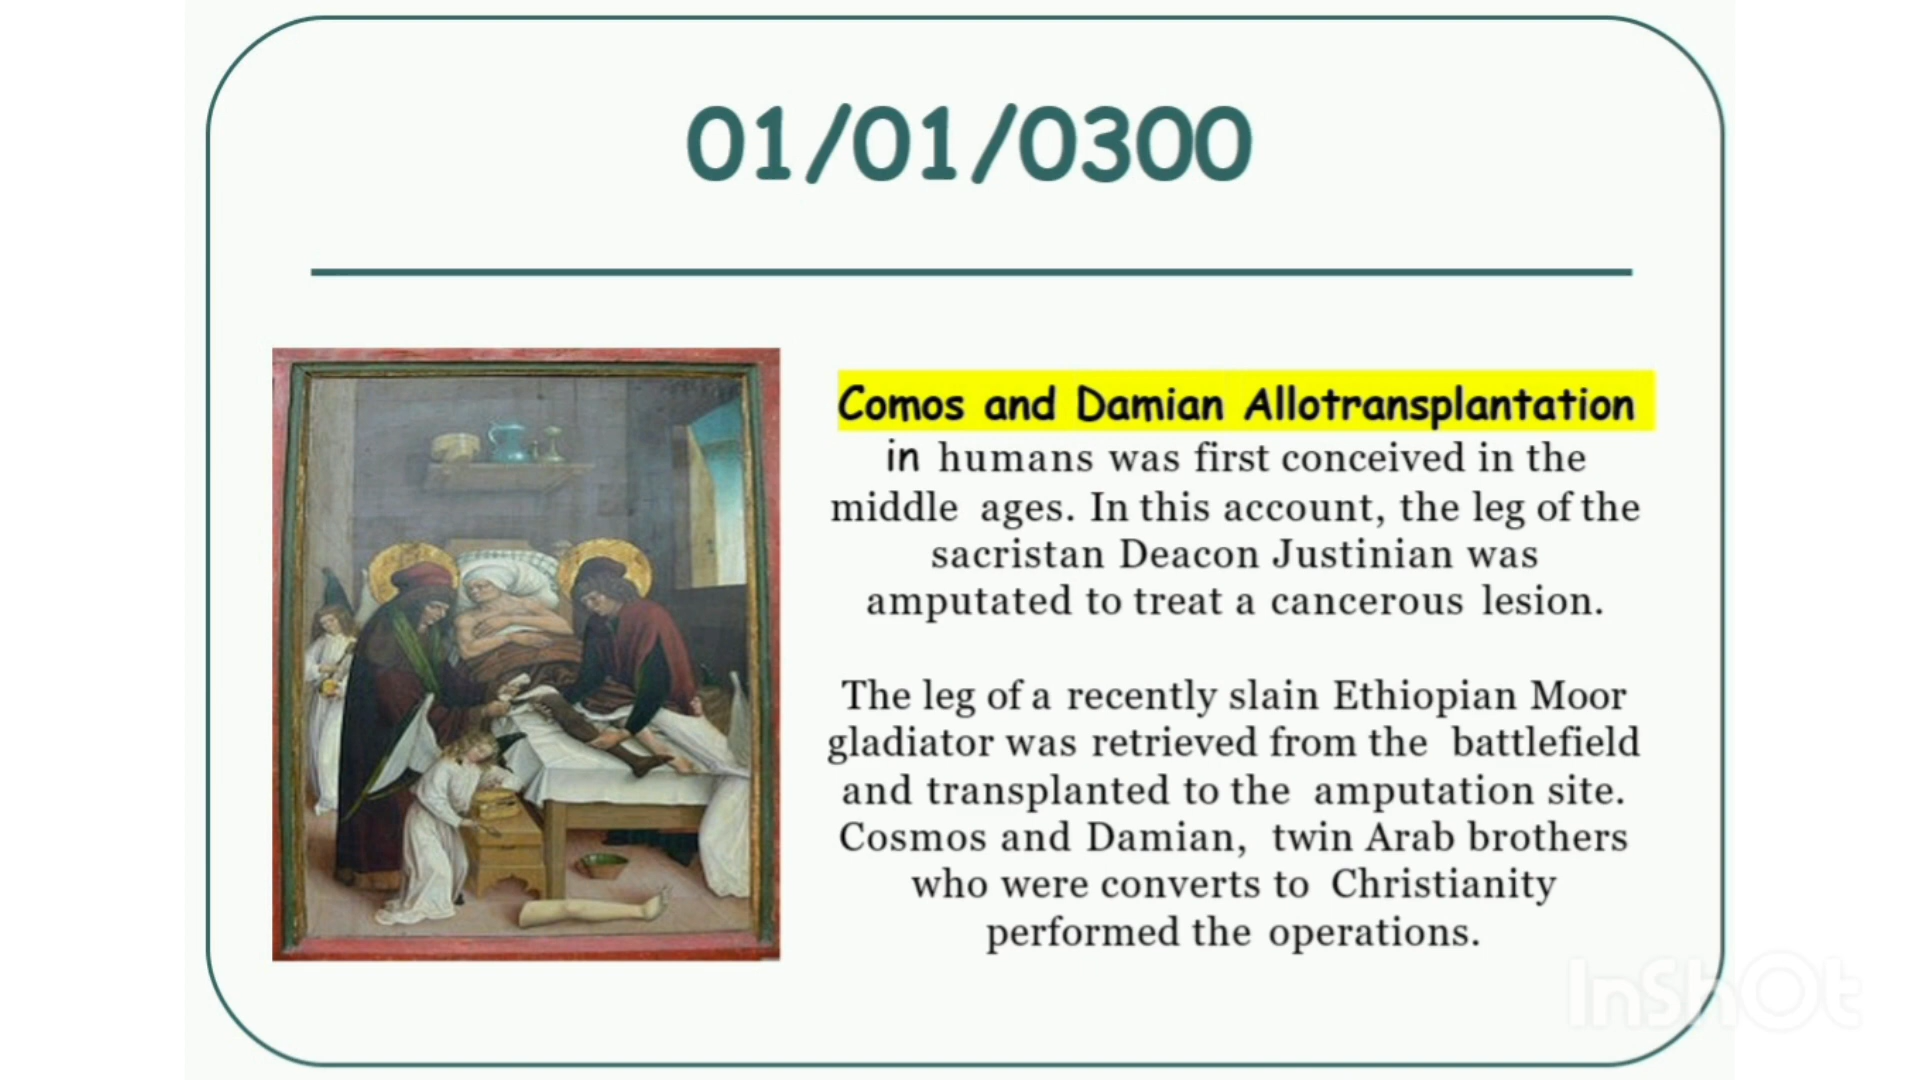 01/01/0300
Comos and Damian Allotransplantation
in humans was first conceived in the
middle ages. In this account, the leg of the
sacristan Deacon Justinian was
amputated to treat a cancerous lesion.
The leg of a recently slain Ethiopian Moor
gladiator was retrieved from the battlefield
and transplanted to the amputation site.
Cosmos and Damian, twin Arab brothers
who were converts to Christianity
performed the operations.
InShOt